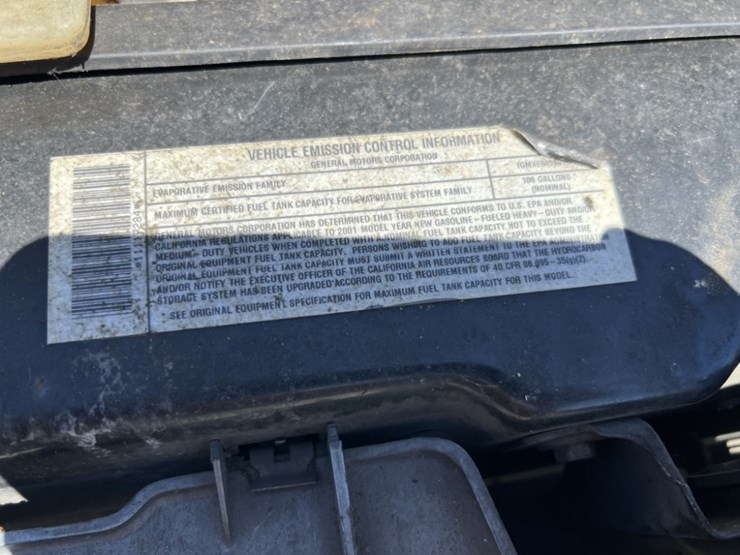 VEHICLE EMISSION CONTROL INFORMATION
GENERAL MOTORS CORPORATION
EVAPORATIVE EMISSION FAMILY
MAXIMUM CERTIFIED FUEL TANK CAPACITY FOR EVAPORATIVE SYSTEM FAMILY 100 GALLONS (NOMINAL)
GENERAL MOTORS CORPORATION HAS DETERMINED THAT THIS VEHICLE CONFORMS TO U.S. EPA AND/OR
CALIFORNIA REGULATIONS APPLICABLE TO 2001 MODEL YEAR NEW GASOLINE - FUELED HEAVY - DUTY AND/OR
MEDIUM - DUTY VEHICLES WHEN COMPLETED WITH A NOMINAL FUEL TANK CAPACITY NOT TO EXCEED THE
ORIGINAL EQUIPMENT FUEL TANK CAPACITY. PERSONS WISHING TO ADD FUEL TANK CAPACITY BEYOND THE
ORIGINAL EQUIPMENT FUEL TANK CAPACITY MUST SUBMIT A WRITTEN STATEMENT TO THE EPA
AND/OR NOTIFY THE EXECUTIVE OFFICER OF THE CALIFORNIA AIR RESOURCES BOARD THAT THE HYDROCARBON
STORAGE SYSTEM HAS BEEN UPGRADED ACCORDING TO THE REQUIREMENTS OF 40 CFR
SEE ORIGINAL EQUIPMENT SPECIFICATION FOR MAXIMUM FUEL TANK CAPACITY FOR THIS MODEL.